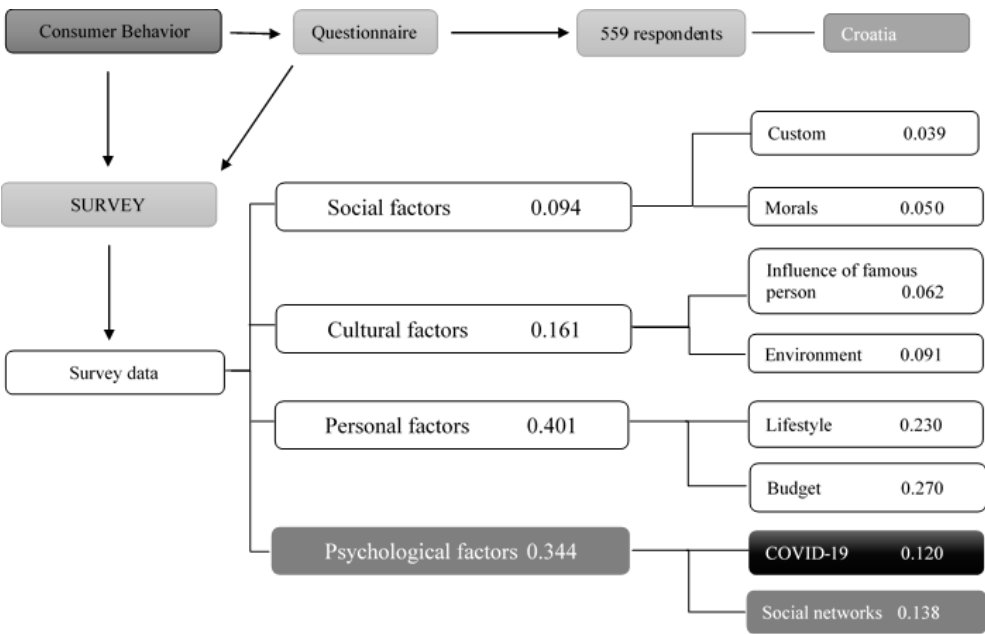 Consumer Behavior
Questionnaire
559 respondents
Croatia
SURVEY
Survey data
Social factors 0.094
Custom 0.039
Morals 0.050
Cultural factors 0.161
Influence of famous
person 0.062
Environment 0.091
Personal factors 0.401
Lifestyle 0.230
Budget 0.270
Psychological factors 0.344
COVID-19 0.120
Social networks 0.138